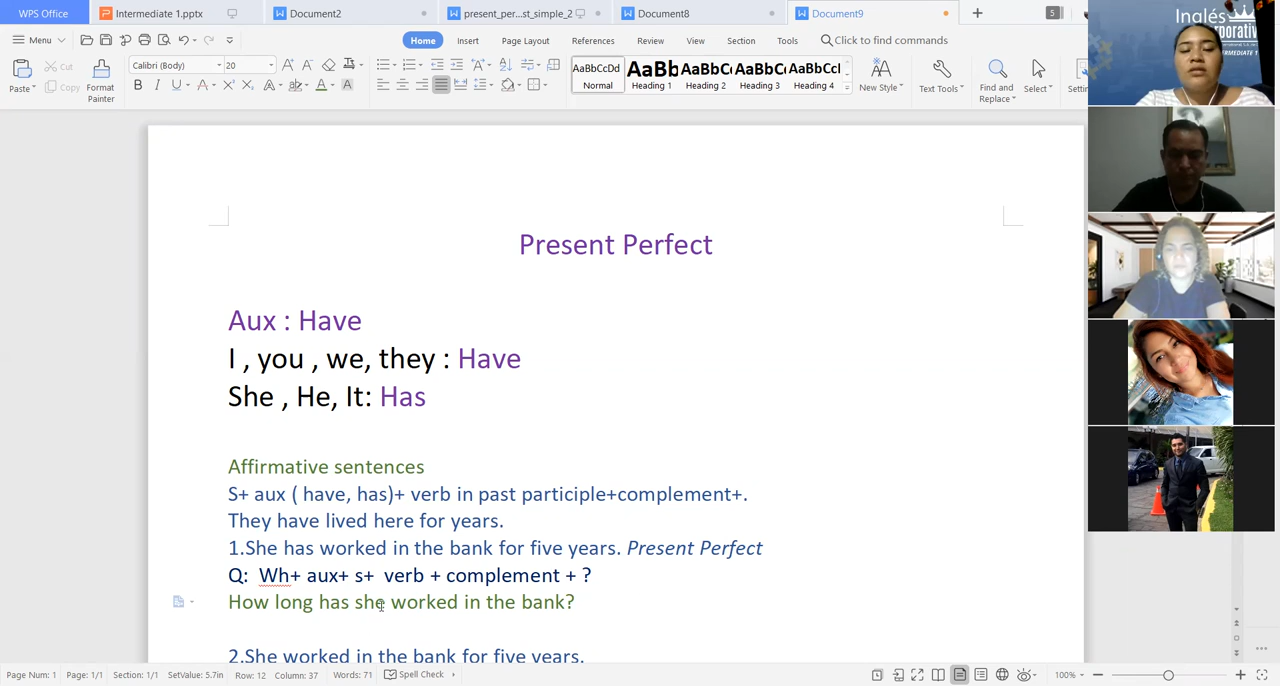 WPS Office
Intermediate 1.pptx
Document2
present_per...st_simple_2
Document8
Document9
5
Menu
Home
Insert
Page Layout
References
Review
View
Section
Tools
Click to find commands
Paste
Cut
Copy
Format Painter
Calibri (Body)
20
AaBbCcDd
Normal
AaBb
Heading 1
AaBbC
Heading 2
AaBbC
Heading 3
AaBbCcl
Heading 4
New Style
Text Tools
Find and Replace
Select
Inglés
INTERMEDIATE 1
Present Perfect
Aux : Have
I , you , we, they : Have
She , He, It: Has
Affirmative sentences
S+ aux ( have, has)+ verb in past participle+complement+.
They have lived here for years.
1.She has worked in the bank for five years. Present Perfect
Q: Wh+ aux+ s+ verb + complement + ?
How long has she worked in the bank?
2.She worked in the bank for five years.
Page Num: 1
Page: 1/1
Section: 1/1
SetValue: 5.7in
Row: 12
Column: 37
Words: 71
Spell Check
100%